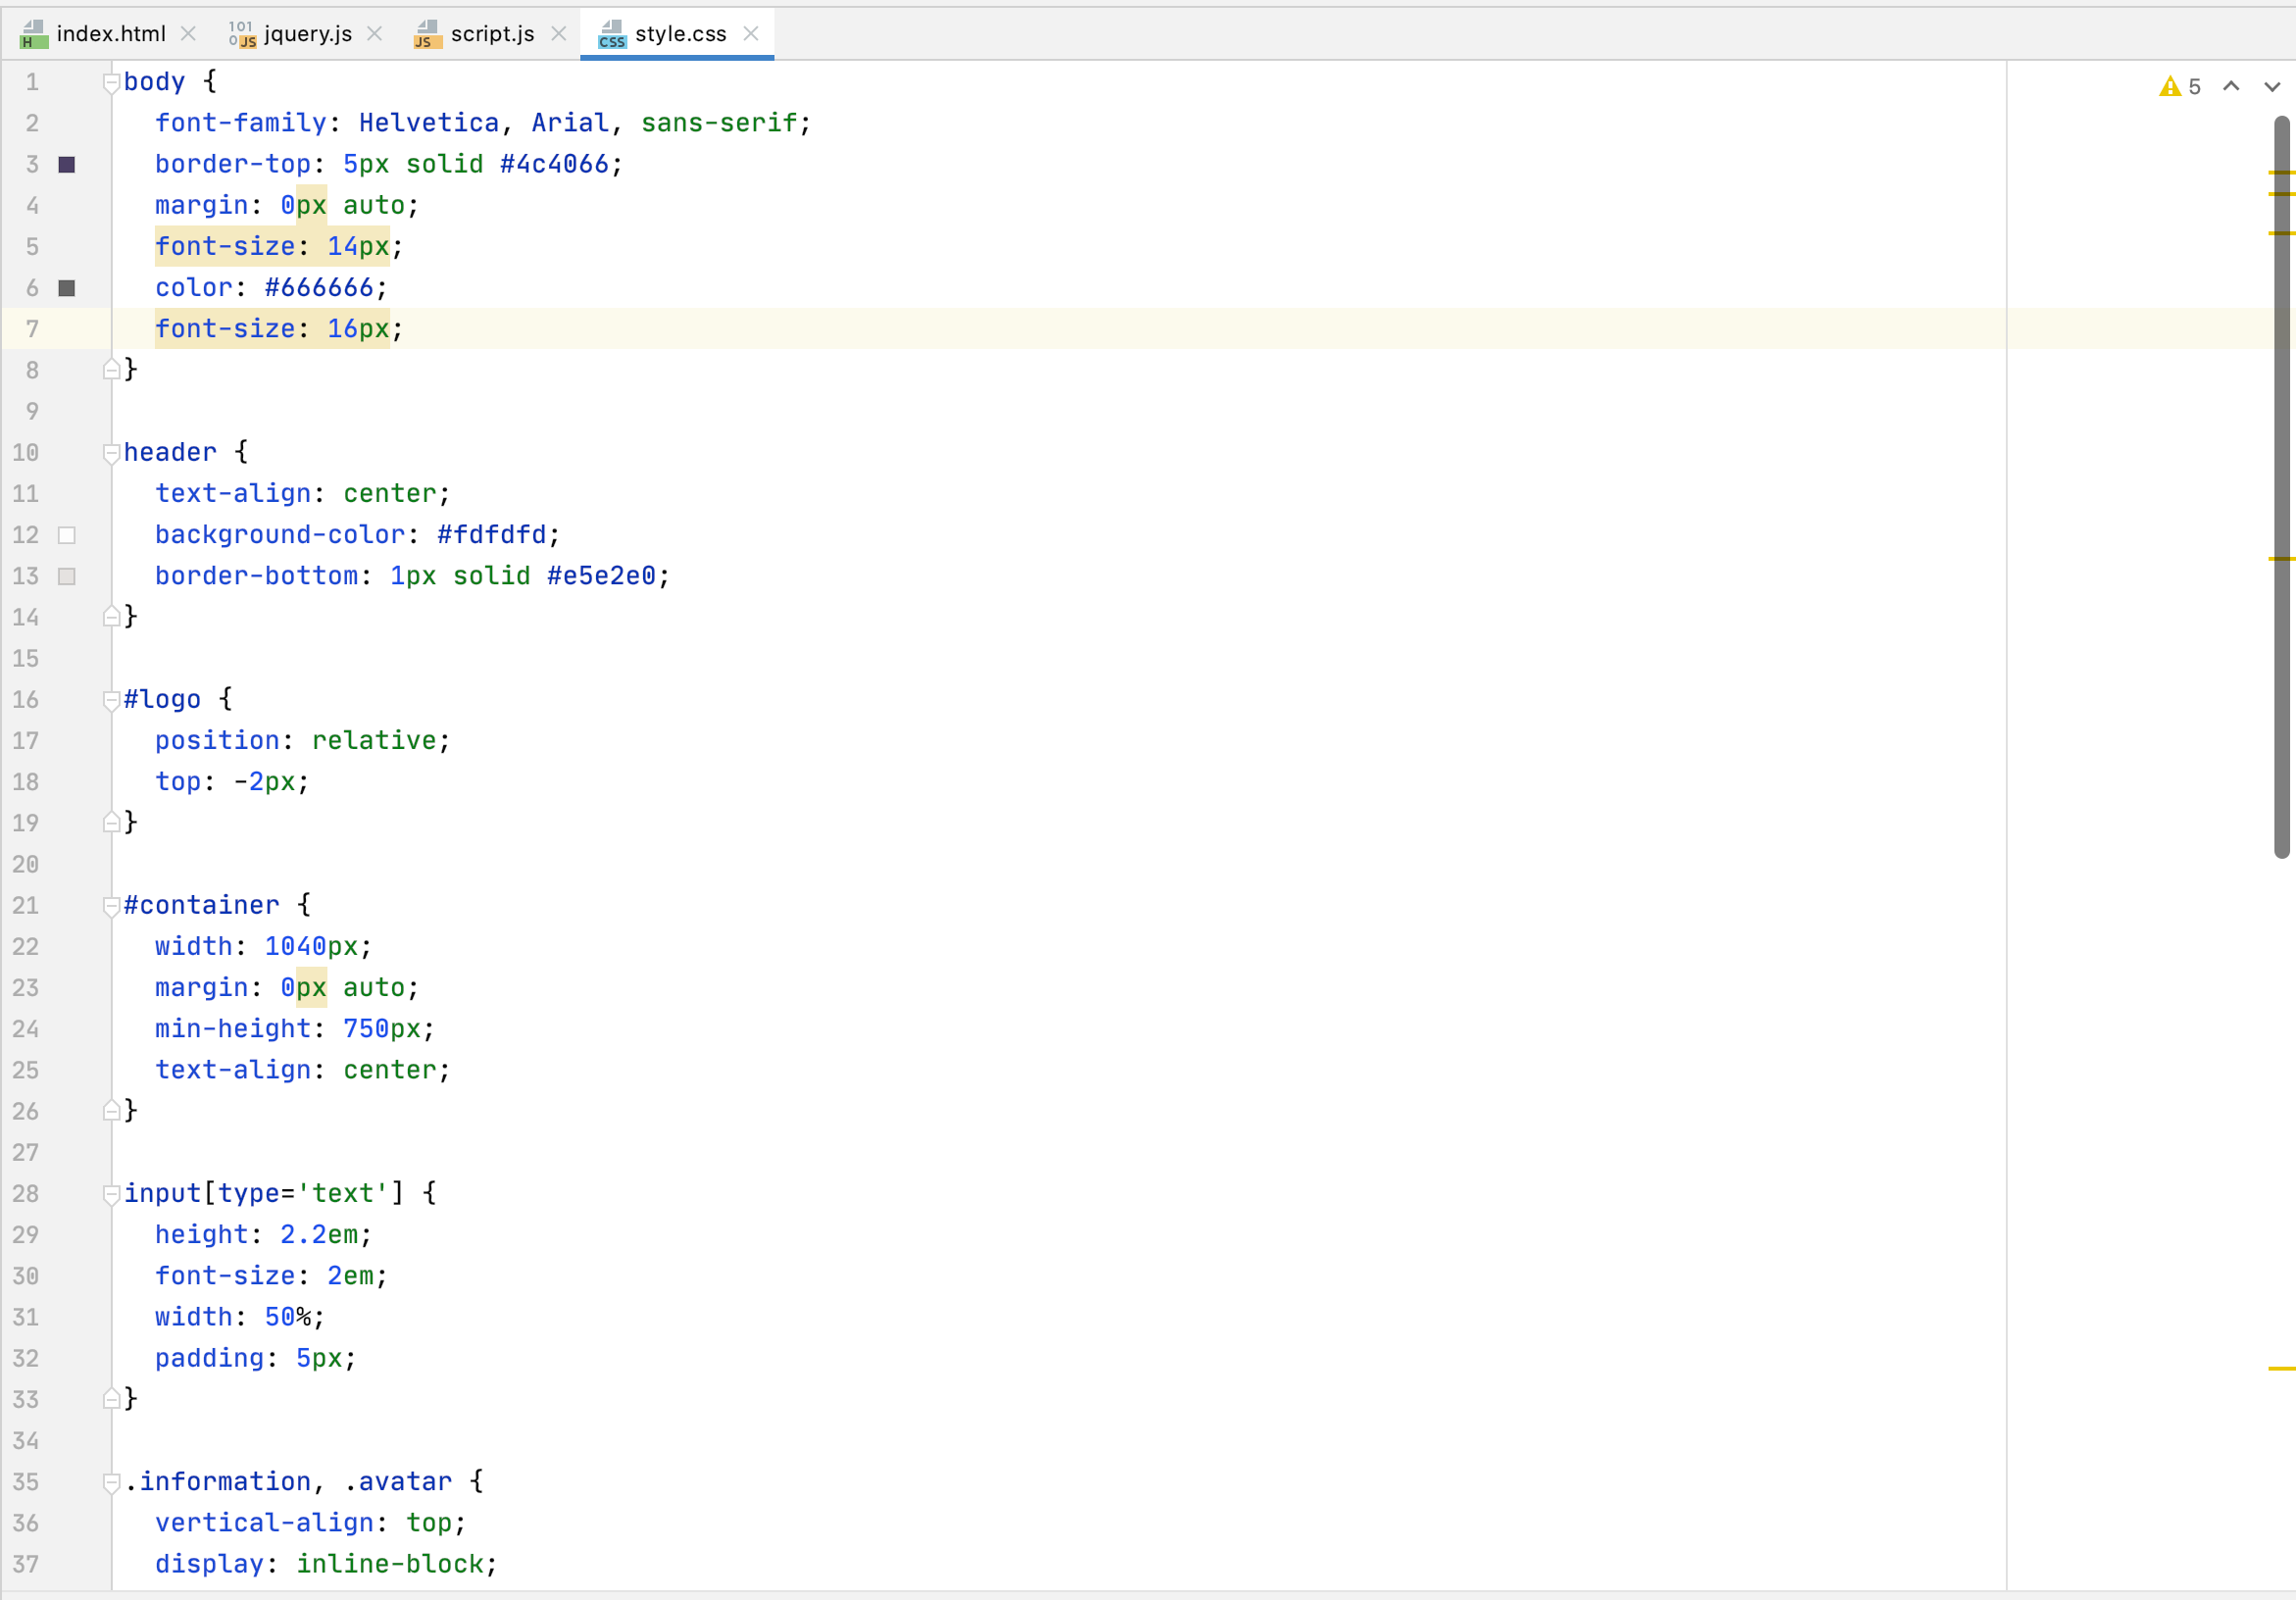 index.html jquery.js script.js style.css
5
1 body {
2 font-family: Helvetica, Arial, sans-serif;
3 border-top: 5px solid #4c4066;
4 margin: 0px auto;
5 font-size: 14px;
6 color: #666666;
7 font-size: 16px;
8 }
9
10 header {
11 text-align: center;
12 background-color: #fdfdfd;
13 border-bottom: 1px solid #e5e2e0;
14 }
15
16 #logo {
17 position: relative;
18 top: -2px;
19 }
20
21 #container {
22 width: 1040px;
23 margin: 0px auto;
24 min-height: 750px;
25 text-align: center;
26 }
27
28 input[type='text'] {
29 height: 2.2em;
30 font-size: 2em;
31 width: 50%;
32 padding: 5px;
33 }
34
35 .information, .avatar {
36 vertical-align: top;
37 display: inline-block;